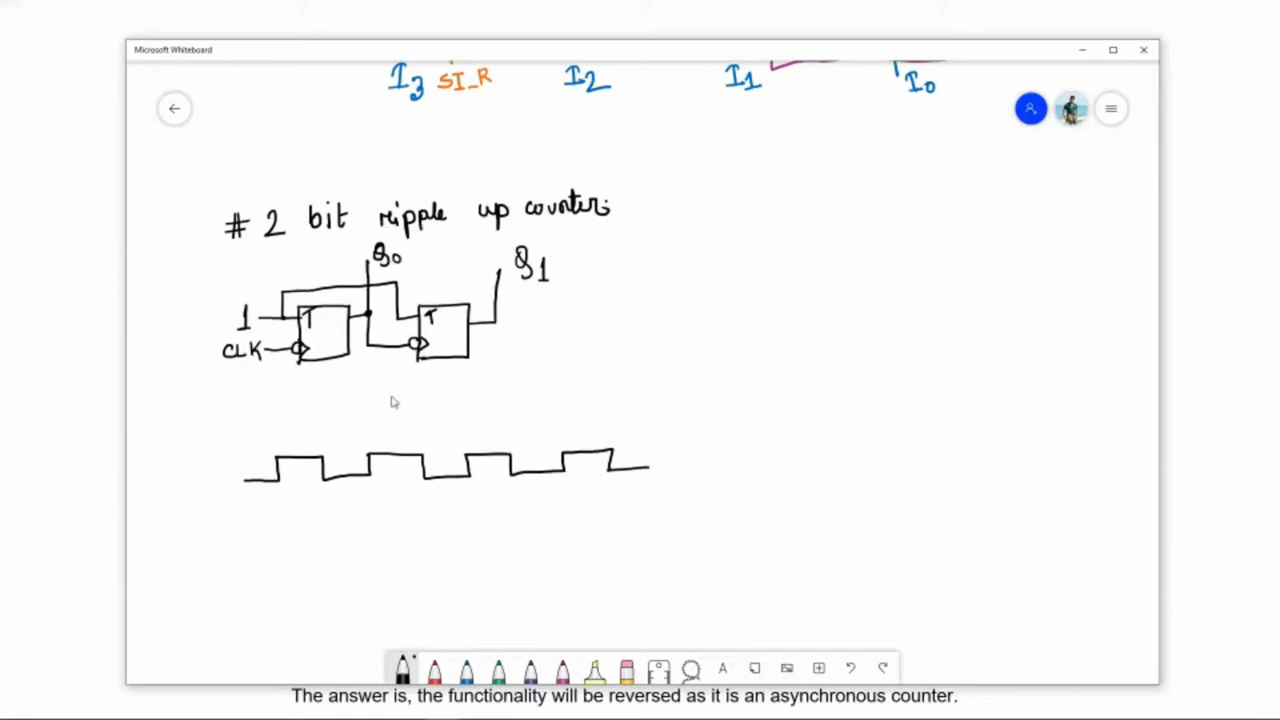 Microsoft Whiteboard
I3 SI_R I2 I1 I0
# 2 bit ripple up counter.
Q0
Q1
1 T T
CLK
A
The answer is, the functionality will be reversed as it is an asynchronous counter.